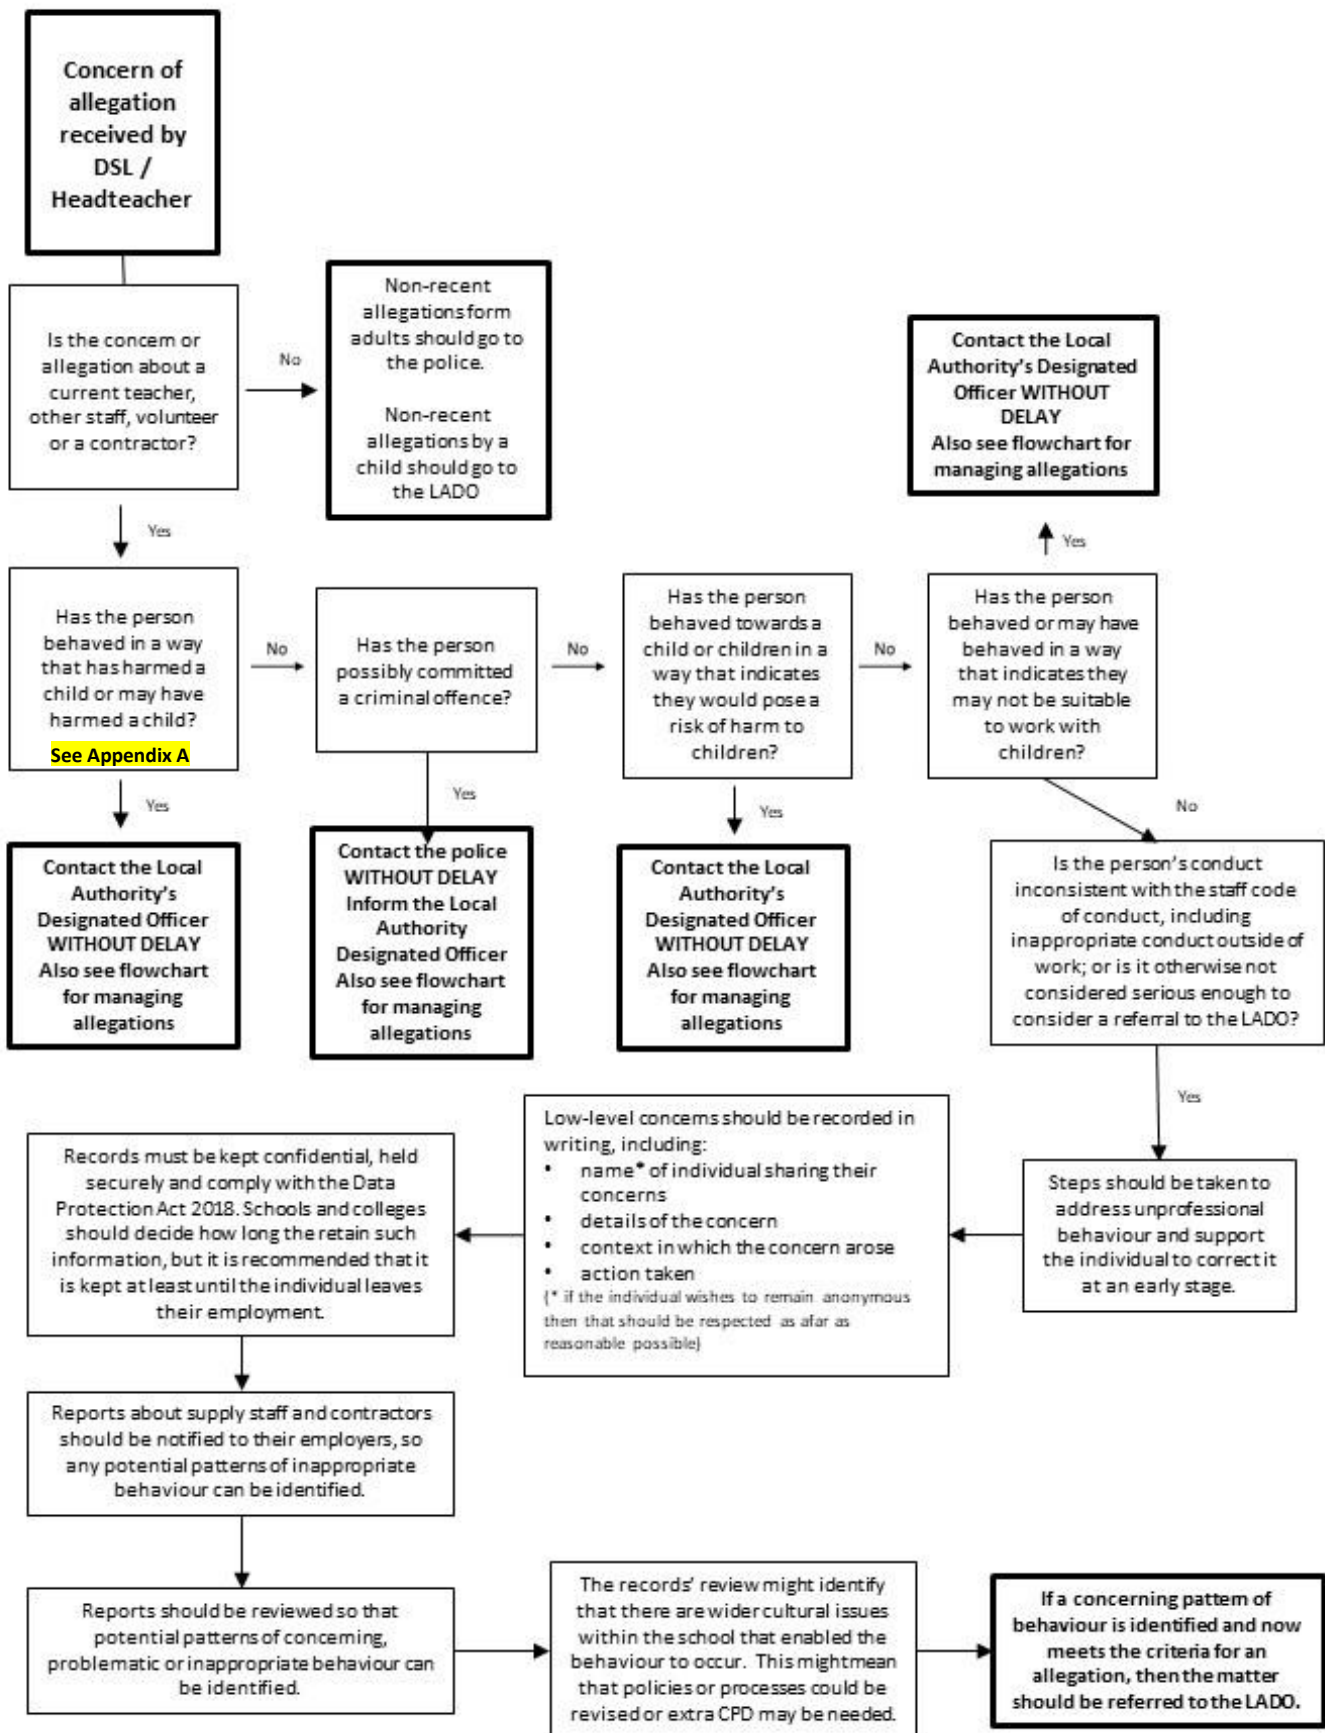 Concern of
allegation
received by
DSL /
Headteacher
Is the concern or
allegation about a
current teacher,
other staff, volunteer
or a contractor?
No
Non-recent
allegations form
adults should go to
the police.
Non-recent
allegations by a
child should go to
the LADO
Contact the Local
Authority's Designated
Officer WITHOUT
DELAY
Also see flowchart for
managing allegations
Yes
Yes
Has the person
behaved in a way
that has harmed a
child or may have
harmed a child?
See Appendix A
No
Has the person
possibly committed
a criminal offence?
No
Has the person
behaved towards a
child or children in a
way that indicates
they would pose a
risk of harm to
children?
No
Has the person
behaved or may have
behaved in a way
that indicates they
may not be suitable
to work with
children?
Yes
Yes
Yes
No
Contact the Local
Authority's
Designated Officer
WITHOUT DELAY
Also see flowchart
for managing
allegations
Contact the police
WITHOUT DELAY
Inform the Local
Authority
Designated Officer
Also see flowchart
for managing
allegations
Contact the Local
Authority's
Designated Officer
WITHOUT DELAY
Also see flowchart
for managing
allegations
Is the person's conduct
inconsistent with the staff code
of conduct, including
inappropriate conduct outside of
work; or is it otherwise not
considered serious enough to
consider a referral to the LADO?
Yes
Steps should be taken to
address unprofessional
behaviour and support
the individual to correct it
at an early stage.
Low-level concerns should be recorded in
writing, including:
• name* of individual sharing their
concerns
• details of the concern
• context in which the concern arose
• action taken
(* if the individual wishes to remain anonymous
then that should be respected as afar as
reasonable possible)
Records must be kept confidential, held
securely and comply with the Data
Protection Act 2018. Schools and colleges
should decide how long the retain such
information, but it is recommended that it
is kept at least until the individual leaves
their employment.
Reports about supply staff and contractors
should be notified to their employers, so
any potential patterns of inappropriate
behaviour can be identified.
Reports should be reviewed so that
potential patterns of concerning,
problematic or inappropriate behaviour can
be identified.
The records' review might identify
that there are wider cultural issues
within the school that enabled the
behaviour to occur. This might mean
that policies or processes could be
revised or extra CPD may be needed.
If a concerning pattern of
behaviour is identified and now
meets the criteria for an
allegation, then the matter
should be referred to the LADO.